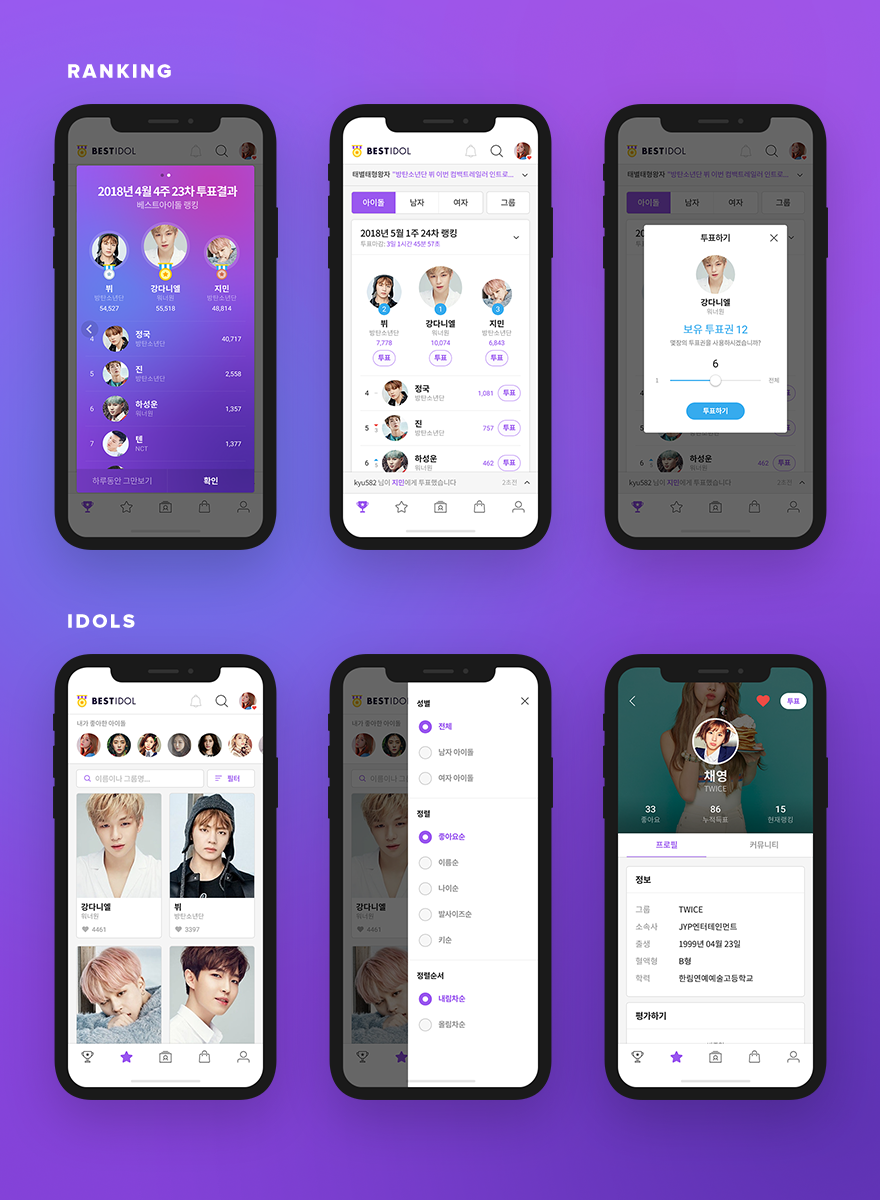 RANKING
BESTIDOL
2018년 4월 4주 23차 투표결과
베스트아이돌 랭킹
뷔
방탄소년단
54,527
강다니엘
워너원
55,518
지민
방탄소년단
48,814
4 정국 40,717
방탄소년단
5 진 2,558
방탄소년단
6 하성운 1,357
워너원
7 텐 1,377
NCT
하루동안 그만보기 확인
BESTIDOL
태별태형왕자 "방탄소년단 뷔 이번 컴백트레일러 인트로...
아이돌 남자 여자 그룹
2018년 5월 1주 24차 랭킹
투표마감: 3일 1시간 45분 57초
2
뷔
방탄소년단
7,778
투표
1
강다니엘
워너원
10,074
투표
3
지민
방탄소년단
6,843
투표
4 - 정국 1,081 투표
방탄소년단
5 3 진 757 투표
방탄소년단
6 5 하성운 462 투표
워너원
kyu582 님이 지민에게 투표했습니다 2초전
BESTIDOL
태별태형왕자 "방탄소년단 뷔 이번 컴백트레일러 인트로...
아이돌 남자 여자 그룹
투표하기
강다니엘
워너원
보유 투표권 12
몇장의 투표권을 사용하시겠습니까?
6
1 전체
투표하기
6 하성운 462 투표
워너원
kyu582 님이 지민에게 투표했습니다 2초전
IDOLS
BESTIDOL
내가 좋아한 아이돌
이름이나 그룹명...
필터
강다니엘
워너원
4461
뷔
방탄소년단
3397
BESTIDOL
내가 좋아한 아이돌
이름이나 그룹
강다니엘
워너원
4461
성별
전체
남자 아이돌
여자 아이돌
정렬
좋아요순
이름순
나이순
발사이즈순
키순
정렬순서
내림차순
올림차순
투표
채영
TWICE
33 86 15
좋아요 누적득표 현재랭킹
프로필 커뮤니티
정보
그룹 TWICE
소속사 JYP엔터테인먼트
출생 1999년 04월 23일
혈액형 B형
학력 한림연예예술고등학교
평가하기